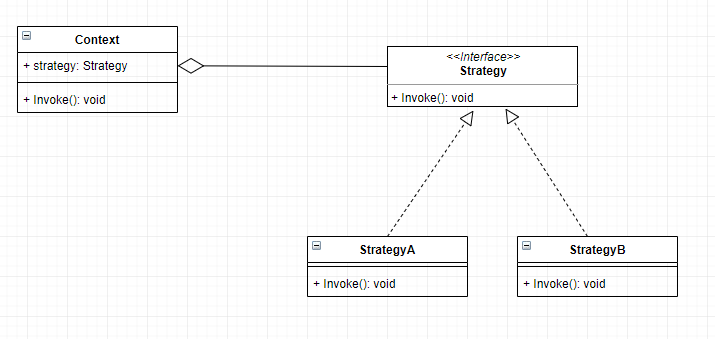 Context
+ strategy: Strategy
+ Invoke(): void
<<Interface>>
Strategy
+ Invoke(): void
StrategyA
+ Invoke(): void
StrategyB
+ Invoke(): void